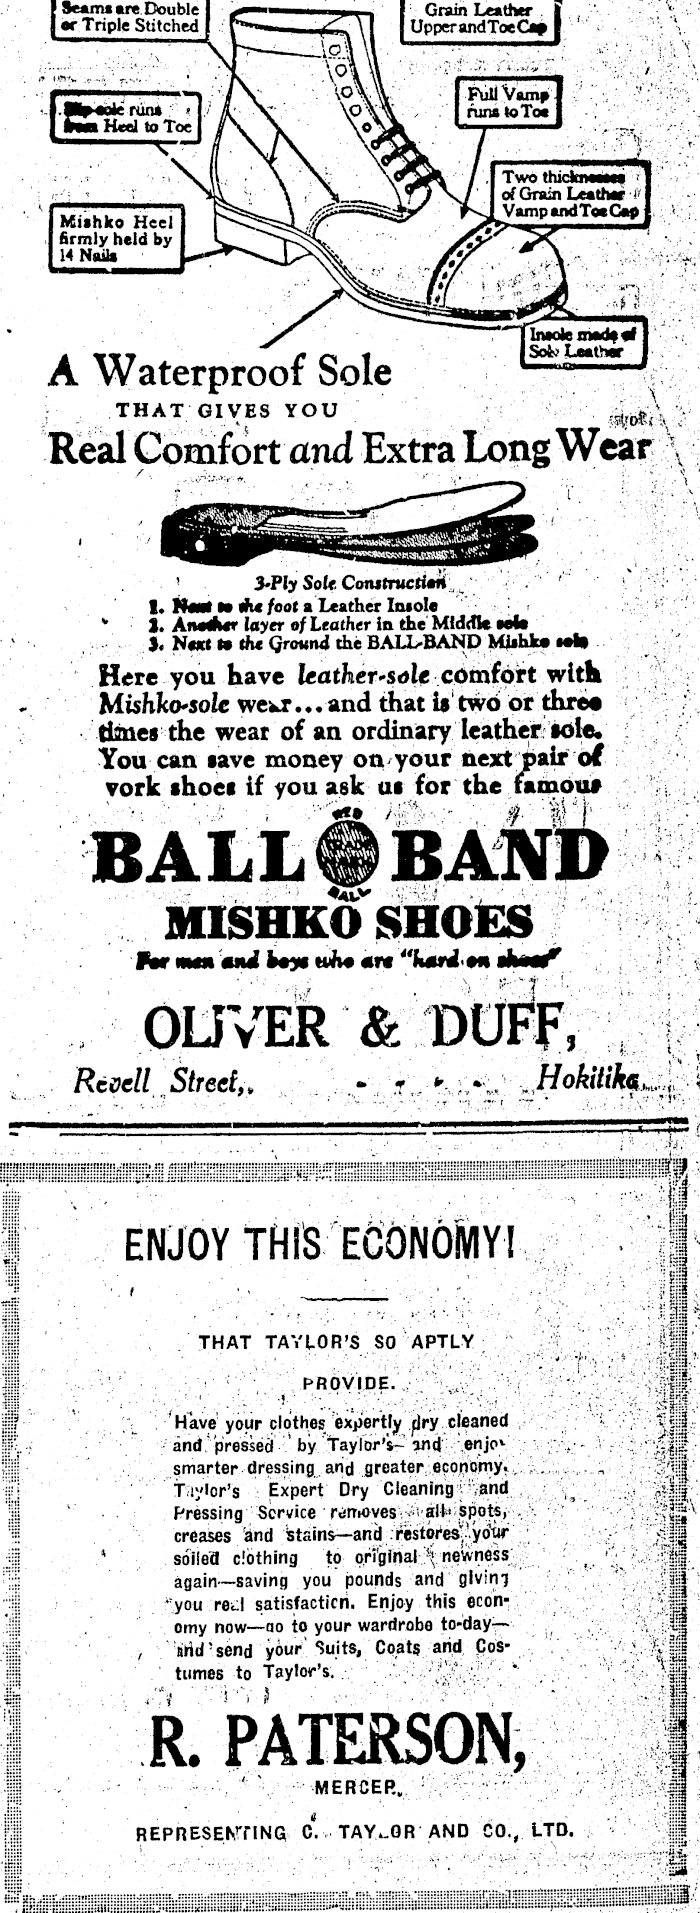 Seams are Double
or Triple Stitched
Grain Leather
Upper and Toe Cap
Slip-sole runs
from Heel to Toe
Full Vamp
runs to Toe
Two thicknesses
of Grain Leather
Vamp and Toe Cap
Mishko Heel
firmly held by
14 Nails
Insole made of
Sole Leather
A Waterproof Sole
THAT GIVES YOU
Real Comfort and Extra Long Wear
3-Ply Sole Construction
1. Next to the foot a Leather Insole
2. Another layer of Leather in the Middle sole
3. Next to the Ground the BALL-BAND Mishko sole
Here you have leather-sole comfort with
Mishko-sole wear... and that is two or three
times the wear of an ordinary leather sole.
You can save money on your next pair of
work shoes if you ask us for the famous
RED
BALL TRADE MARK BAND
BALL
MISHKO SHOES
For men and boys who are "hard on shoes"
OLIVER & DUFF,
Revell Street,. - - - - Hokitika
ENJOY THIS ECONOMY!
THAT TAYLOR'S SO APTLY
PROVIDE.
Have your clothes expertly dry cleaned
and pressed by Taylor's—and enjoy
smarter dressing and greater economy.
Taylor's Expert Dry Cleaning and
Pressing Service removes all spots,
creases and stains—and restores your
soiled clothing to original newness
again—saving you pounds and giving
you real satisfaction. Enjoy this econ-
omy now—go to your wardrobe to-day—
and send your Suits, Coats and Cos-
tumes to Taylor's.
R. PATERSON,
MERCER.
REPRESENTING C. TAYLOR AND CO., LTD.